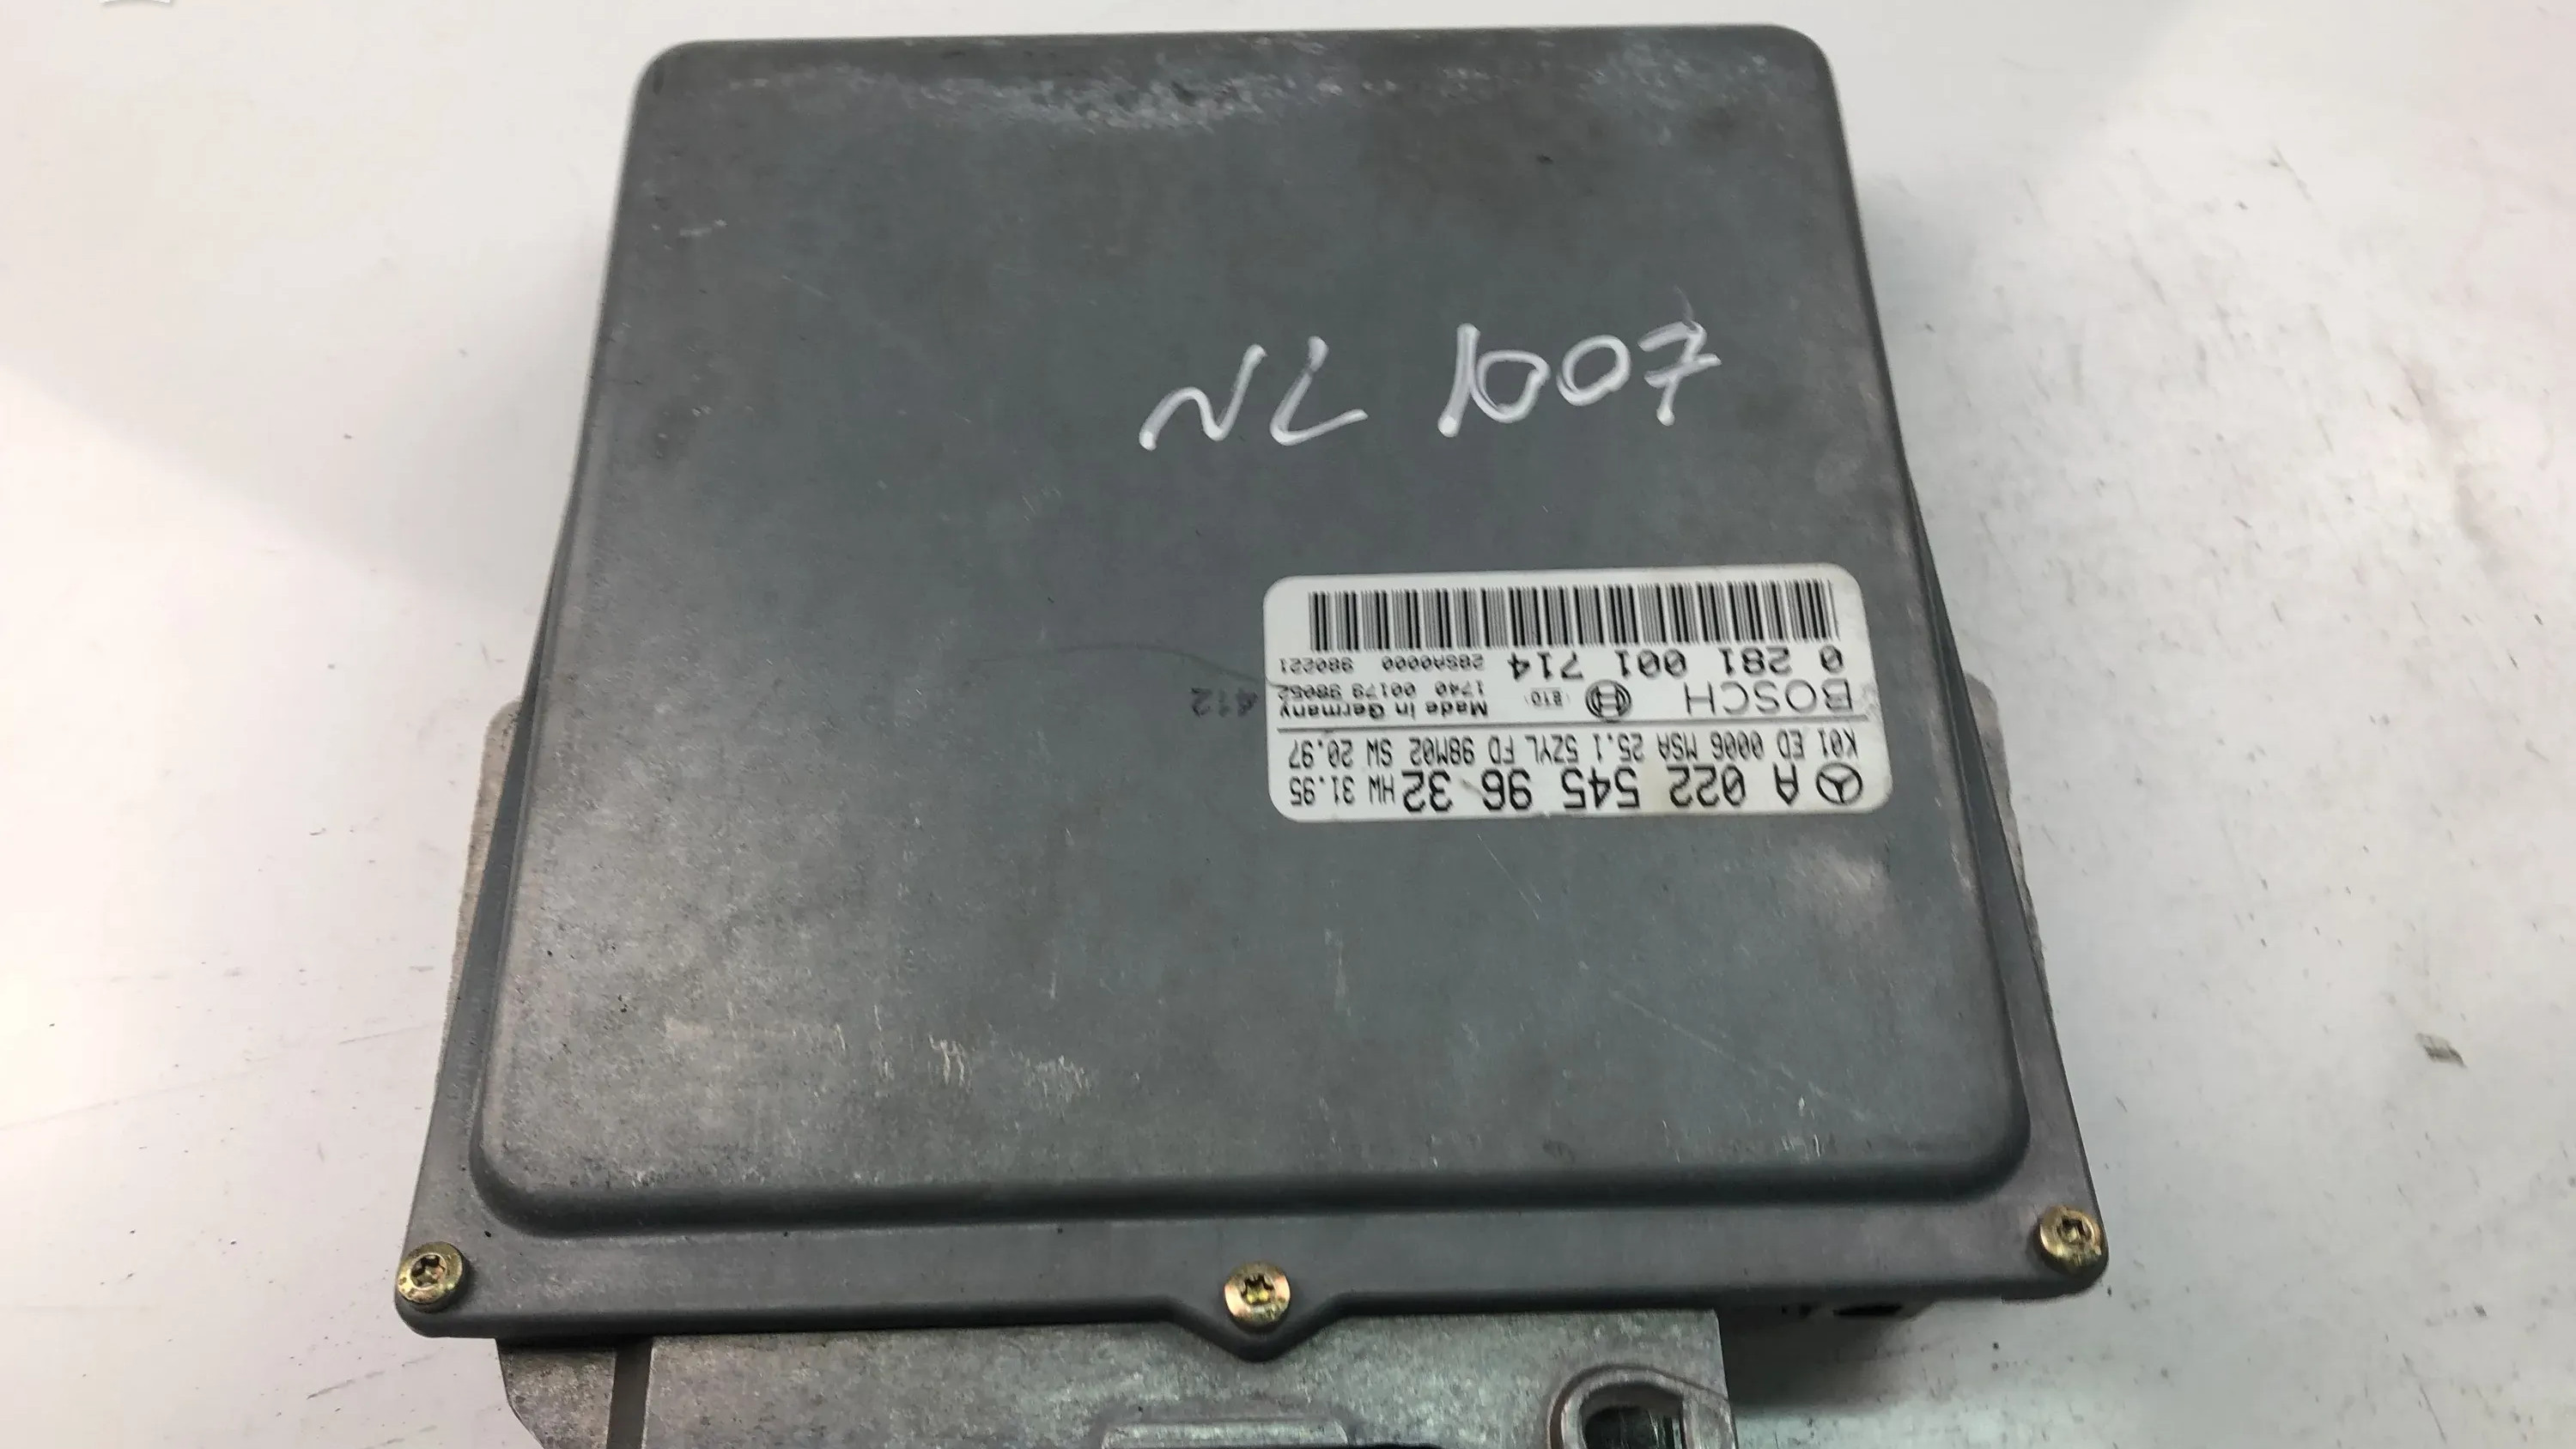 NL 1007
A 022 545 96 32 HW 31.95
K01 ED 0006 MSA 25.1 5ZYL FD 98M02 SW 20.97
BOSCH (E10) Made in Germany
1740 00179 98052
0 281 001 714 28SA0000 980221
412